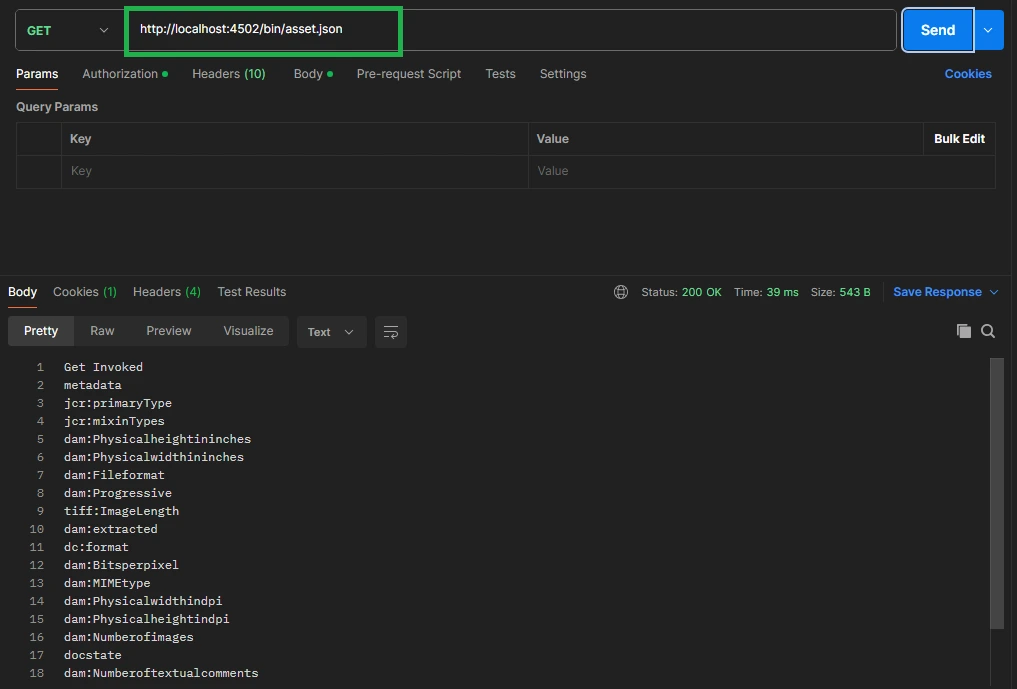 GET http://localhost:4502/bin/asset.json Send
Params Authorization Headers (10) Body Pre-request Script Tests Settings Cookies
Query Params
Key Value Bulk Edit
Key Value
Body Cookies (1) Headers (4) Test Results Status: 200 OK Time: 39 ms Size: 543 B Save Response
Pretty Raw Preview Visualize Text
1 Get Invoked
2 metadata
3 jcr:primaryType
4 jcr:mixinTypes
5 dam:Physicalheightininches
6 dam:Physicalwidthininches
7 dam:Fileformat
8 dam:Progressive
9 tiff:ImageLength
10 dam:extracted
11 dc:format
12 dam:Bitsperpixel
13 dam:MIMEtype
14 dam:Physicalwidthindpi
15 dam:Physicalheightindpi
16 dam:Numberofimages
17 docstate
18 dam:Numberoftextualcomments